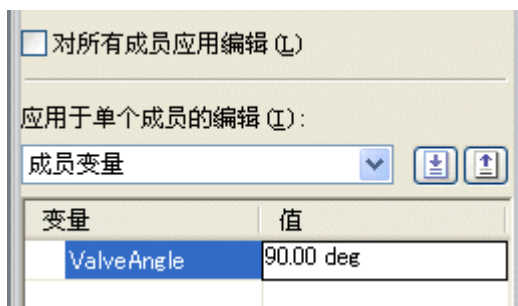 对所有成员应用编辑(L)
应用于单个成员的编辑(I):
成员变量
变量 值
ValveAngle 90.00 deg